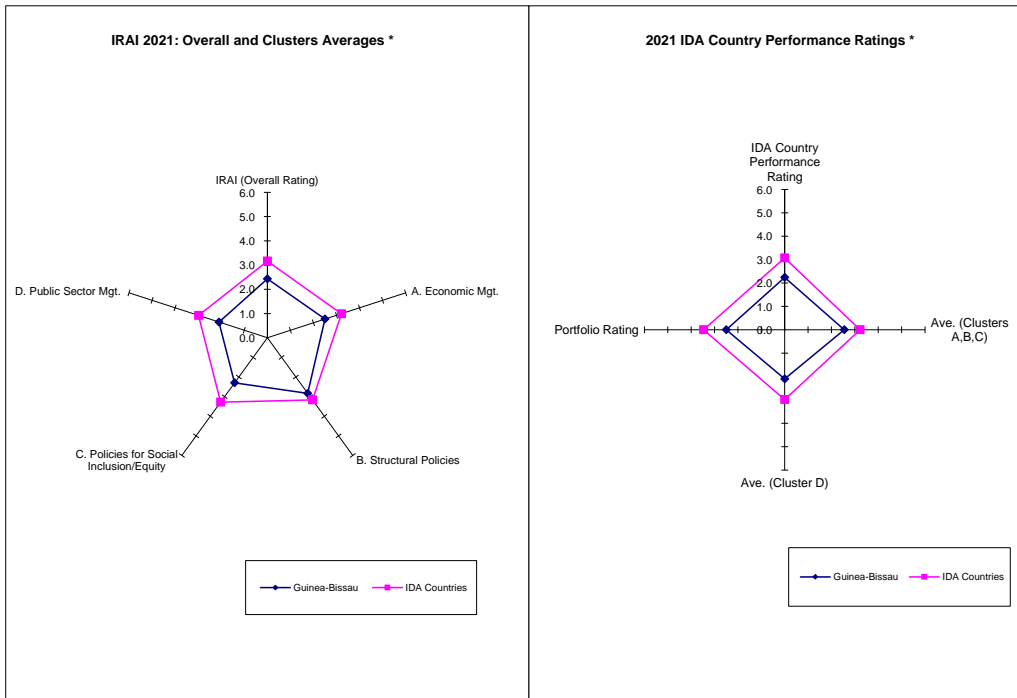 IRAI 2021: Overall and Clusters Averages *
IRAI (Overall Rating)
6.0
5.0
4.0
3.0
2.0
1.0
0.0
A. Economic Mgt.
B. Structural Policies
C. Policies for Social
Inclusion/Equity
D. Public Sector Mgt.
Guinea-Bissau
IDA Countries
2021 IDA Country Performance Ratings *
IDA Country
Performance
Rating
6.0
5.0
4.0
3.0
2.0
1.0
0.0
Ave. (Clusters
A,B,C)
Ave. (Cluster D)
Portfolio Rating
Guinea-Bissau
IDA Countries